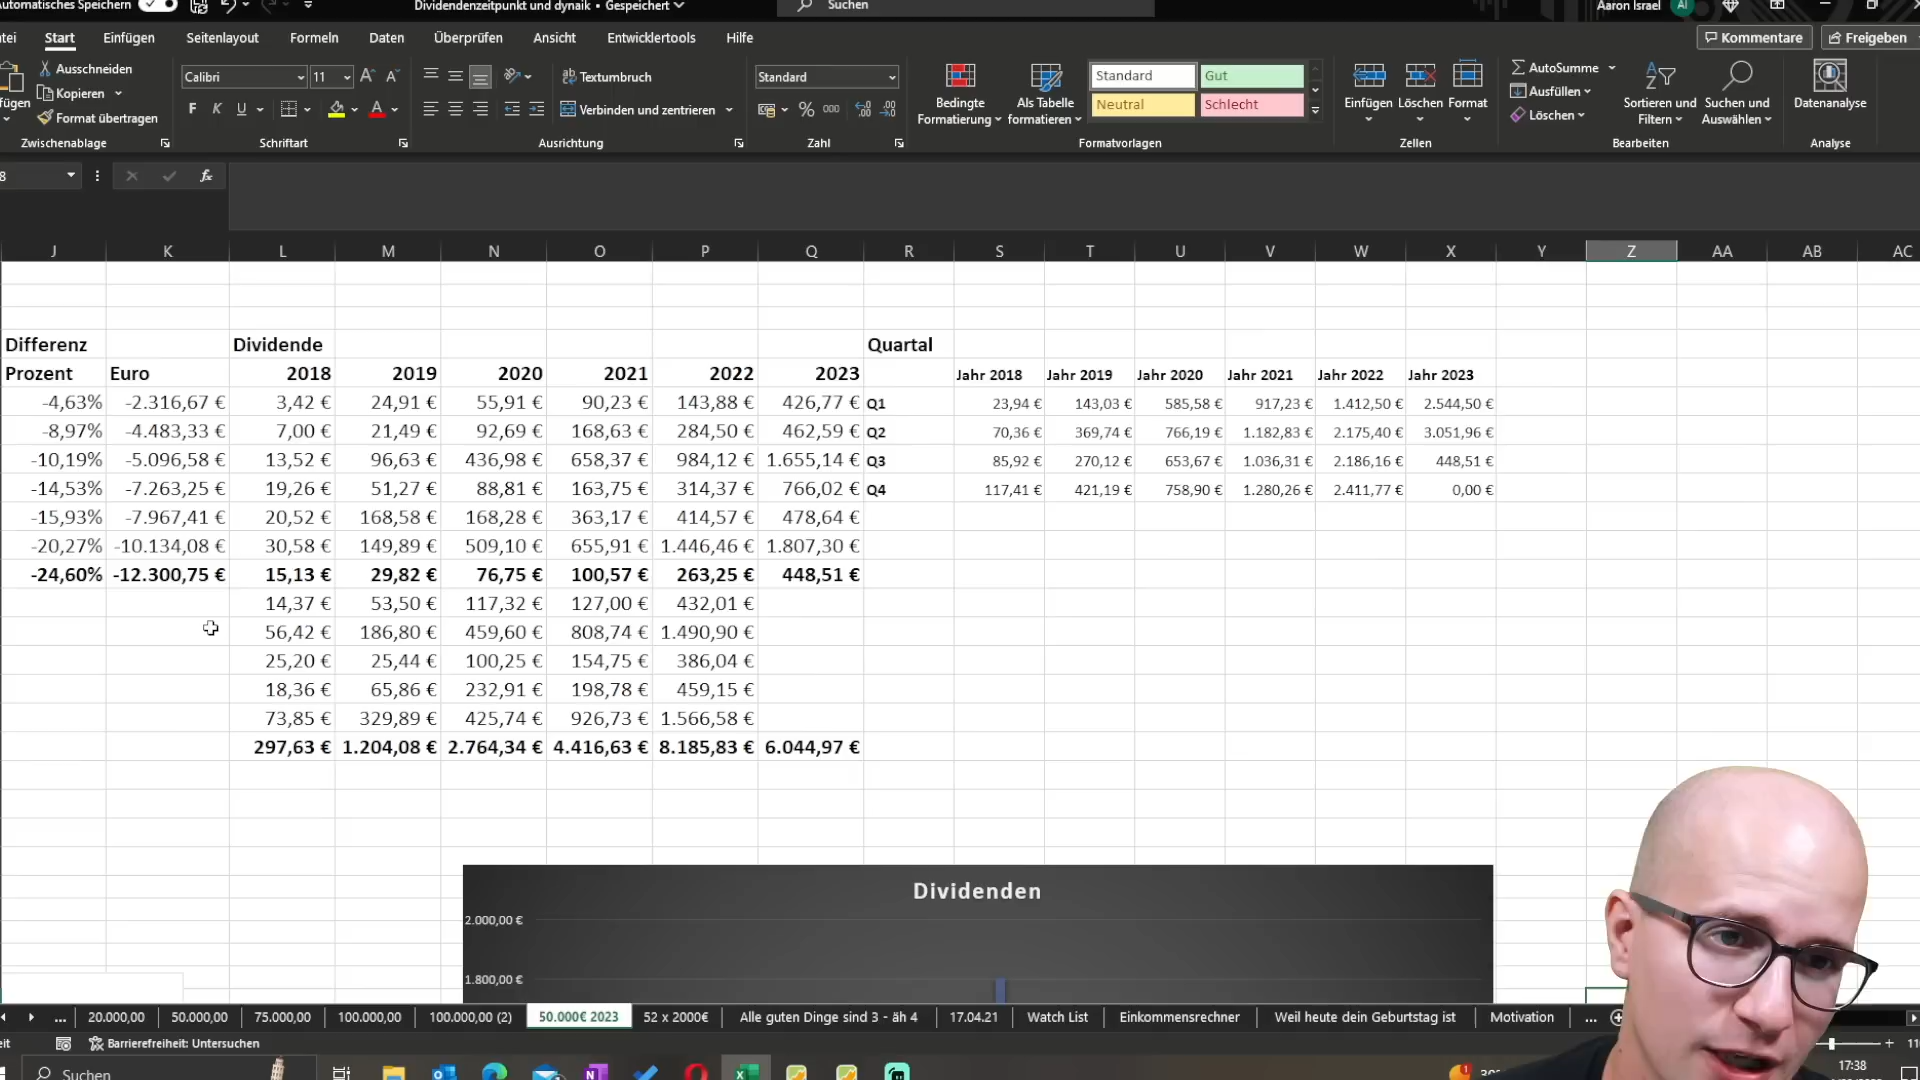 utomatisches Speichern
Dividendenzeitpunkt und dynaik • Gespeichert
Suchen
Aaron Israel
AI
tei Start Einfügen Seitenlayout Formeln Daten Überprüfen Ansicht Entwicklertools Hilfe
Kommentare Freigeben
fügen
Ausschneiden
Kopieren
Format übertragen
Zwischenablage
Calibri 11
F K U
Schriftart
Textumbruch
Verbinden und zentrieren
Ausrichtung
Standard
% 000
Zahl
Bedingte Formatierung
Als Tabelle formatieren
Standard Gut
Neutral Schlecht
Formatvorlagen
Einfügen Löschen Format
Zellen
AutoSumme
Ausfüllen
Löschen
Sortieren und Filtern
Suchen und Auswählen
Bearbeiten
Datenanalyse
Analyse
8 fx
J K L M N O P Q R S T U V W X Y Z AA AB AC
Differenz Dividende Quartal
Prozent Euro 2018 2019 2020 2021 2022 2023 Jahr 2018 Jahr 2019 Jahr 2020 Jahr 2021 Jahr 2022 Jahr 2023
-4,63% -2.316,67 € 3,42 € 24,91 € 55,91 € 90,23 € 143,88 € 426,77 € Q1 23,94 € 143,03 € 585,58 € 917,23 € 1.412,50 € 2.544,50 €
-8,97% -4.483,33 € 7,00 € 21,49 € 92,69 € 168,63 € 284,50 € 462,59 € Q2 70,36 € 369,74 € 766,19 € 1.182,83 € 2.175,40 € 3.051,96 €
-10,19% -5.096,58 € 13,52 € 96,63 € 436,98 € 658,37 € 984,12 € 1.655,14 € Q3 85,92 € 270,12 € 653,67 € 1.036,31 € 2.186,16 € 448,51 €
-14,53% -7.263,25 € 19,26 € 51,27 € 88,81 € 163,75 € 314,37 € 766,02 € Q4 117,41 € 421,19 € 758,90 € 1.280,26 € 2.411,77 € 0,00 €
-15,93% -7.967,41 € 20,52 € 168,58 € 168,28 € 363,17 € 414,57 € 478,64 €
-20,27% -10.134,08 € 30,58 € 149,89 € 509,10 € 655,91 € 1.446,46 € 1.807,30 €
-24,60% -12.300,75 € 15,13 € 29,82 € 76,75 € 100,57 € 263,25 € 448,51 €
14,37 € 53,50 € 117,32 € 127,00 € 432,01 €
56,42 € 186,80 € 459,60 € 808,74 € 1.490,90 €
25,20 € 25,44 € 100,25 € 154,75 € 386,04 €
18,36 € 65,86 € 232,91 € 198,78 € 459,15 €
73,85 € 329,89 € 425,74 € 926,73 € 1.566,58 €
297,63 € 1.204,08 € 2.764,34 € 4.416,63 € 8.185,83 € 6.044,97 €
Dividenden
2.000,00 €
1.800,00 €
... 20.000,00 50.000,00 75.000,00 100.000,00 100.000,00 (2) 50.000€ 2023 52 x 2000€ Alle guten Dinge sind 3 - äh 4 17.04.21 Watch List Einkommensrechner Weil heute dein Geburtstag ist Motivation ...
eit Barrierefreiheit: Untersuchen
Suchen
17:38